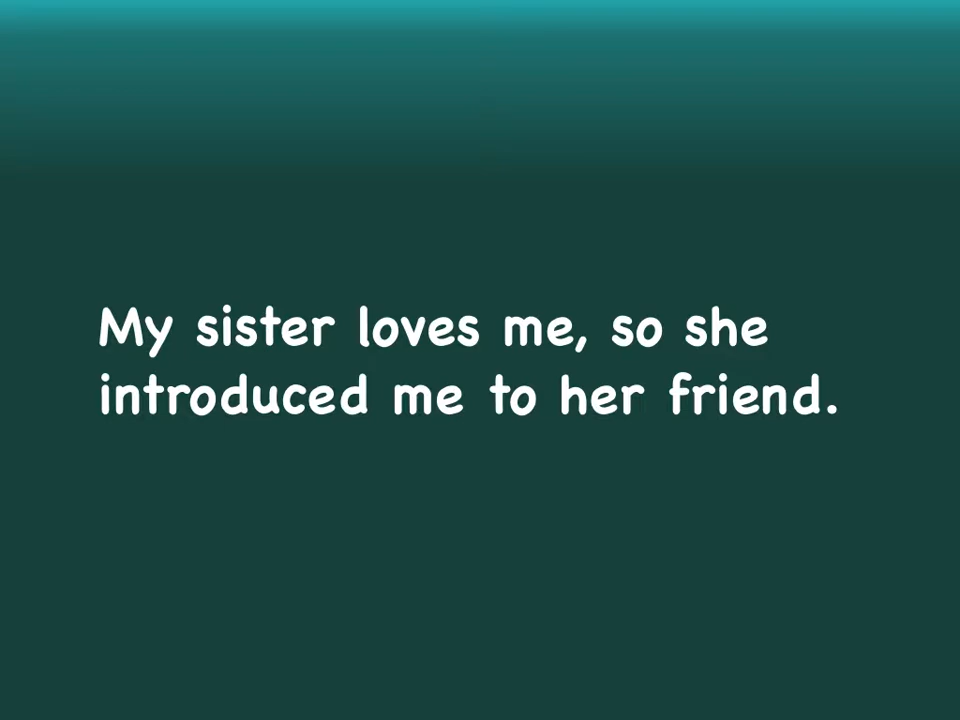 My sister loves me, so she
introduced me to her friend.